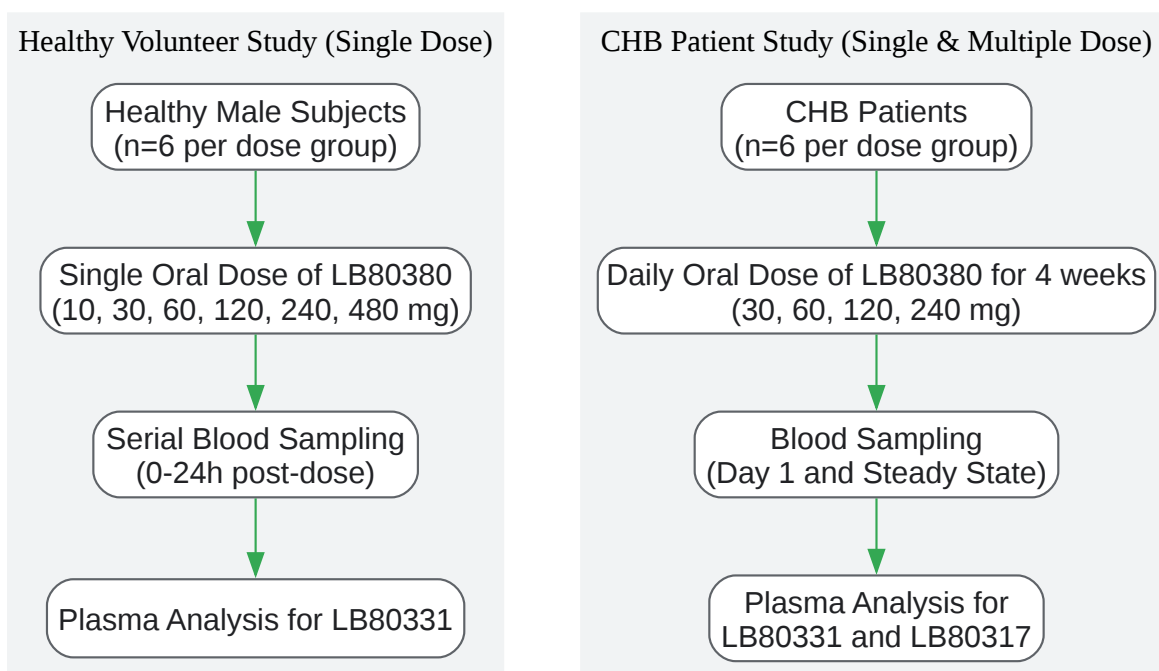 Healthy Volunteer Study (Single Dose)
Healthy Male Subjects
(n=6 per dose group)
Single Oral Dose of LB80380
(10, 30, 60, 120, 240, 480 mg)
Serial Blood Sampling
(0-24h post-dose)
Plasma Analysis for LB80331
CHB Patient Study (Single & Multiple Dose)
CHB Patients
(n=6 per dose group)
Daily Oral Dose of LB80380 for 4 weeks
(30, 60, 120, 240 mg)
Blood Sampling
(Day 1 and Steady State)
Plasma Analysis for
LB80331 and LB80317